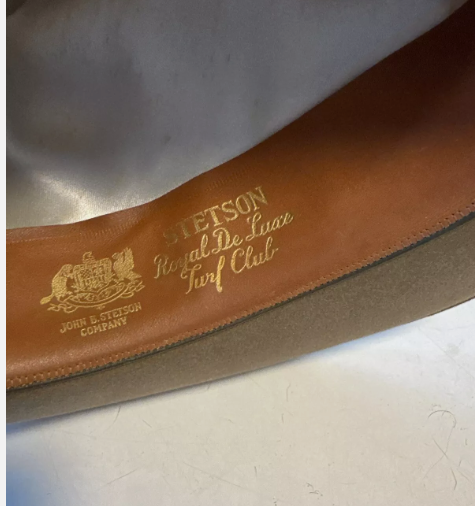 STETSON
Royal De Luxe
Turf Club
JOHN B. STETSON
COMPANY